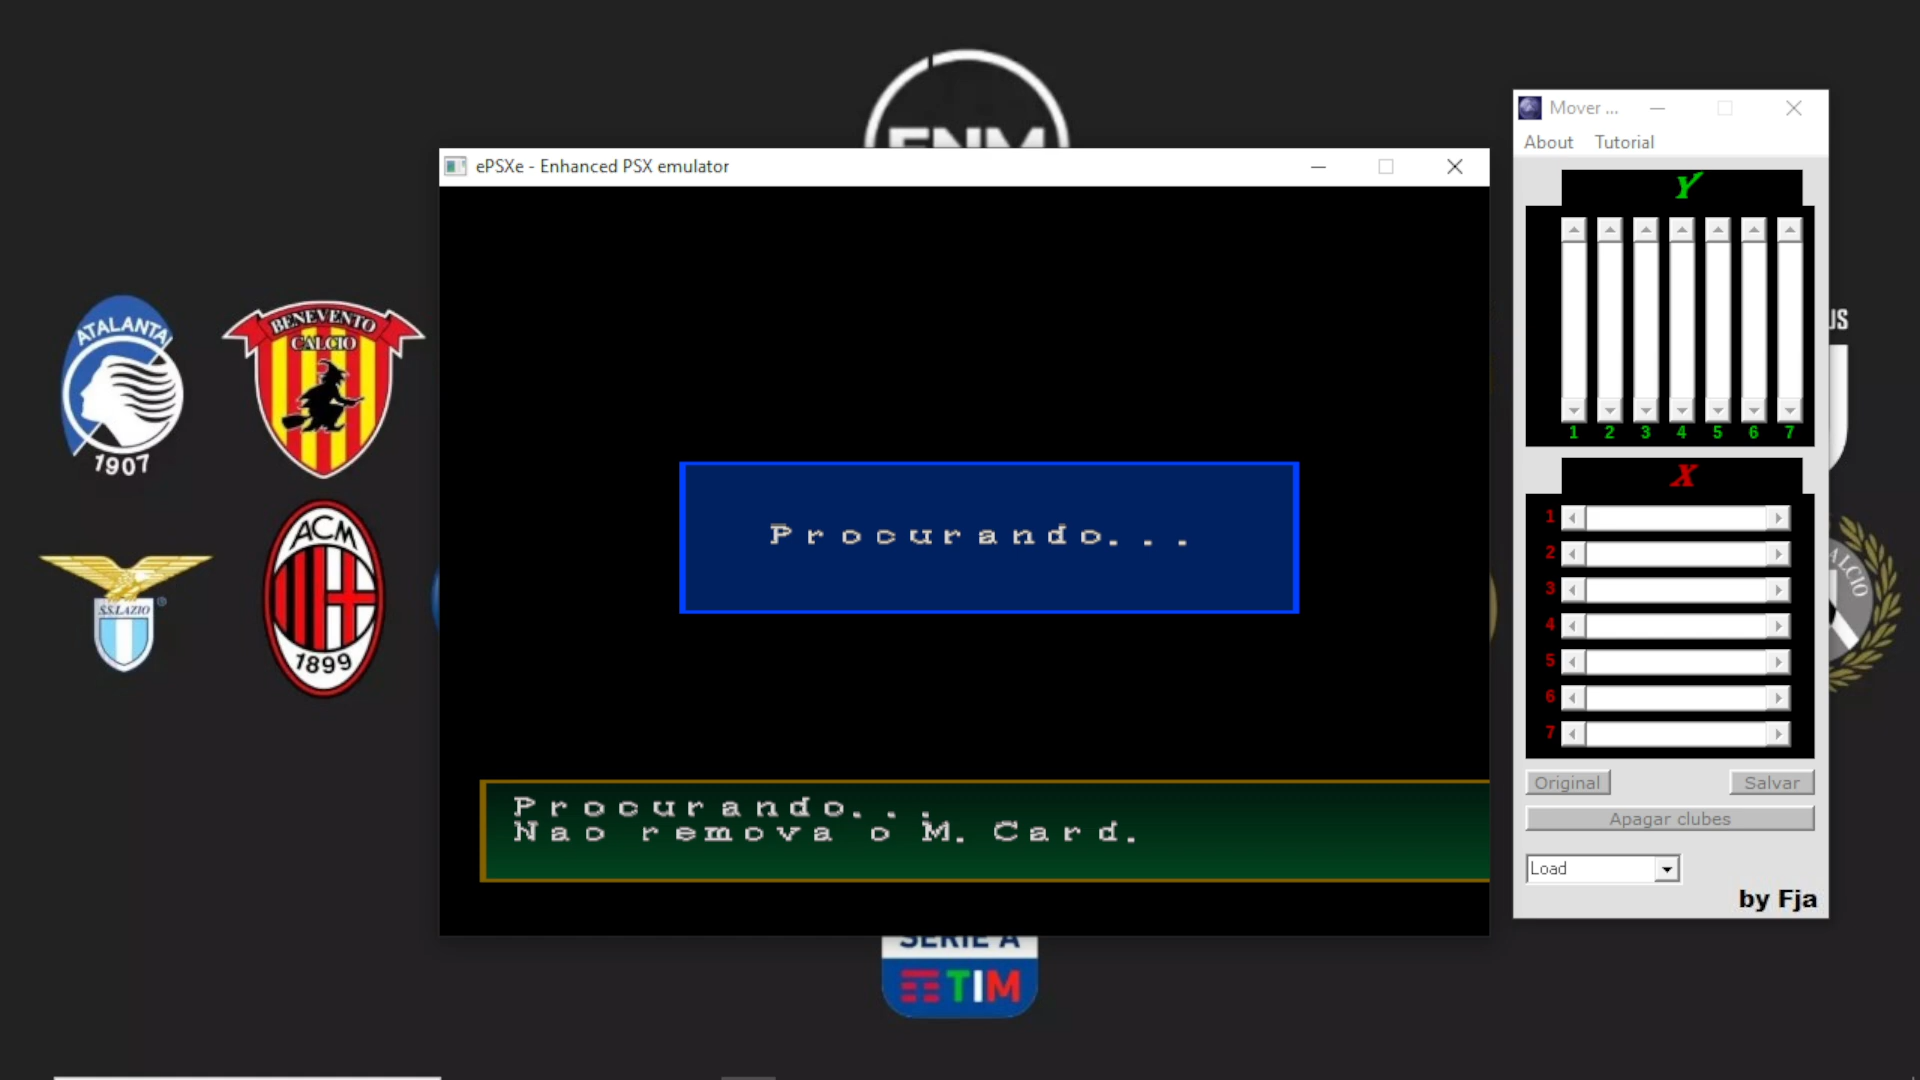 ePSXe - Enhanced PSX emulator
Procurando...
Procurando...
Nao remova o M. Card.
Mover ...
About Tutorial
Y
1 2 3 4 5 6 7
X
1
2
3
4
5
6
7
Original Salvar
Apagar clubes
Load
by Fja
ATALANTA
1907
BENEVENTO
CALCIO
S.S.LAZIO
ACM
1899
SERIE A
TIM